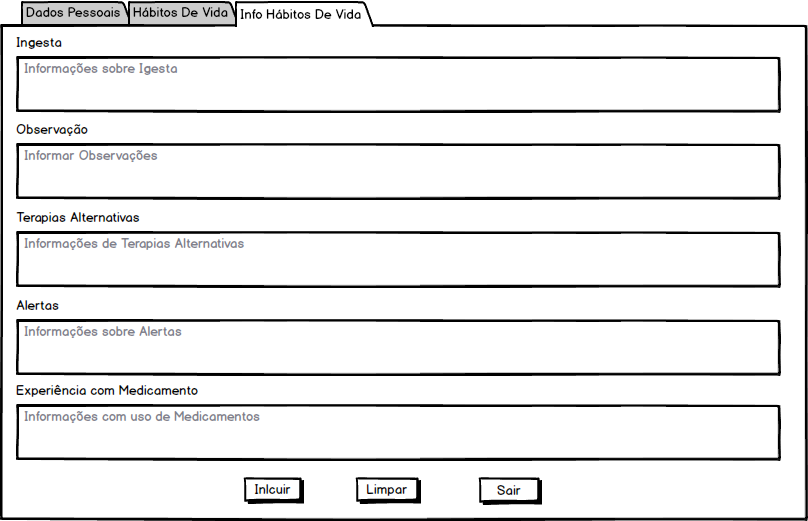 Dados Pessoais Hábitos De Vida Info Hábitos De Vida
Ingesta
Informações sobre Igesta
Observação
Informar Observações
Terapias Alternativas
Informações de Terapias Alternativas
Alertas
Informações sobre Alertas
Experiência com Medicamento
Informações com uso de Medicamentos
Inlcuir Limpar Sair